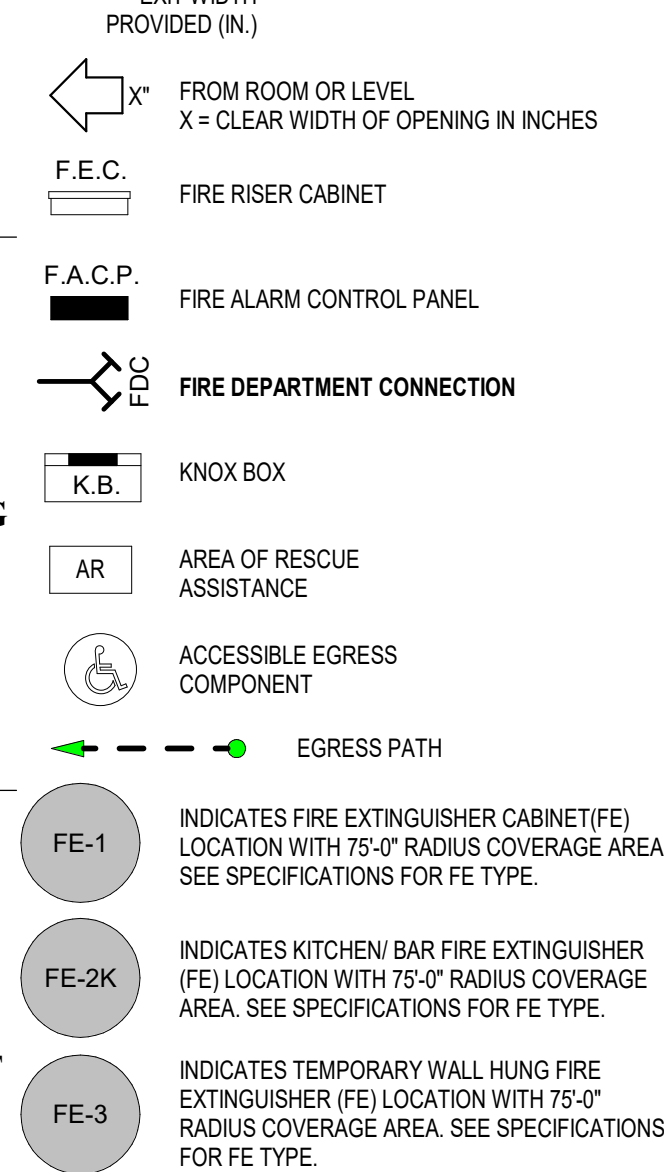 PROVIDED (IN.)
X"
FROM ROOM OR LEVEL
X = CLEAR WIDTH OF OPENING IN INCHES
F.E.C.
FIRE RISER CABINET
F.A.C.P.
FIRE ALARM CONTROL PANEL
FDC
FIRE DEPARTMENT CONNECTION
K.B.
KNOX BOX
G
AR
AREA OF RESCUE
ASSISTANCE
ACCESSIBLE EGRESS
COMPONENT
EGRESS PATH
FE-1
INDICATES FIRE EXTINGUISHER CABINET(FE)
LOCATION WITH 75'-0" RADIUS COVERAGE AREA
SEE SPECIFICATIONS FOR FE TYPE.
FE-2K
INDICATES KITCHEN/ BAR FIRE EXTINGUISHER
(FE) LOCATION WITH 75'-0" RADIUS COVERAGE
AREA. SEE SPECIFICATIONS FOR FE TYPE.
FE-3
INDICATES TEMPORARY WALL HUNG FIRE
EXTINGUISHER (FE) LOCATION WITH 75'-0"
RADIUS COVERAGE AREA. SEE SPECIFICATIONS
FOR FE TYPE.